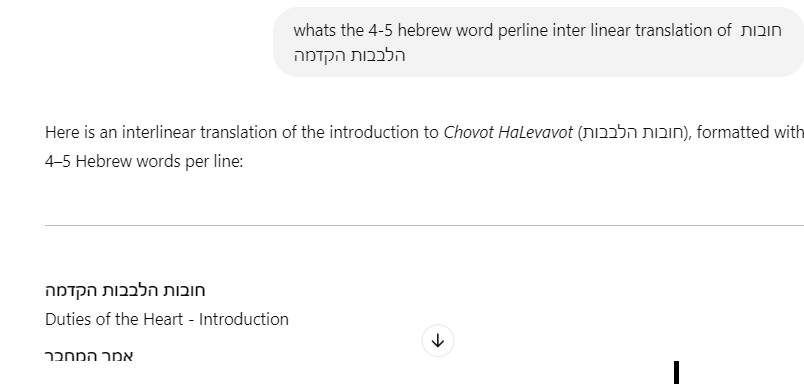 whats the 4-5 hebrew word perline inter linear translation of חובות
הלבבות הקדמה
Here is an interlinear translation of the introduction to Chovot HaLevavot (חובות הלבבות), formatted with
4–5 Hebrew words per line:
חובות הלבבות הקדמה
Duties of the Heart - Introduction
אמר המחבר